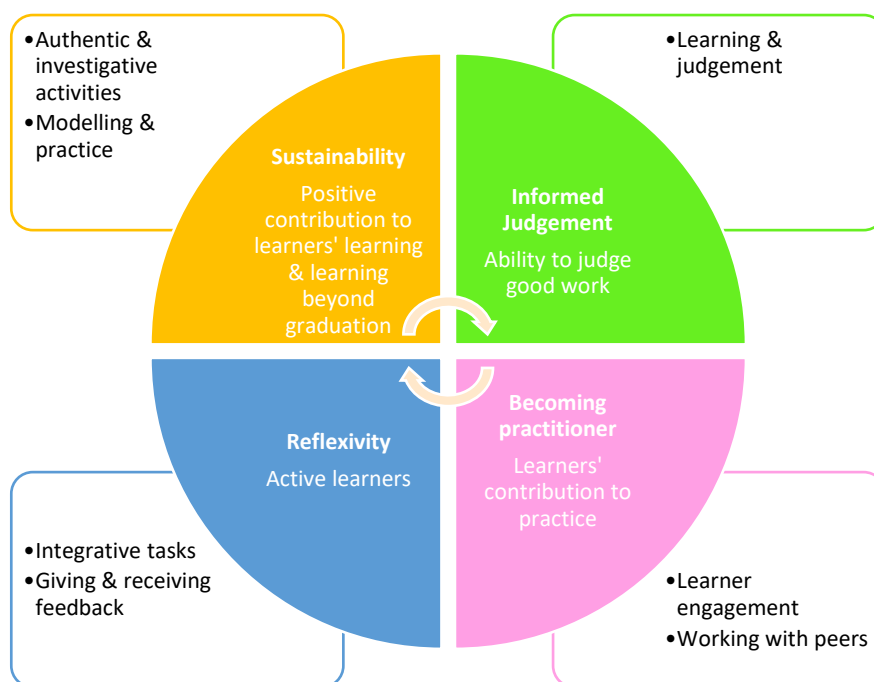 •Authentic &
investigative
activities
•Modelling &
practice
•Learning &
judgement
Sustainability
Positive
contribution to
learners' learning
& learning
beyond
graduation
Informed
Judgement
Ability to judge
good work
Reflexivity
Active learners
Becoming
practitioner
Learners'
contribution to
practice
•Integrative tasks
•Giving & receiving
feedback
•Learner
engagement
•Working with peers